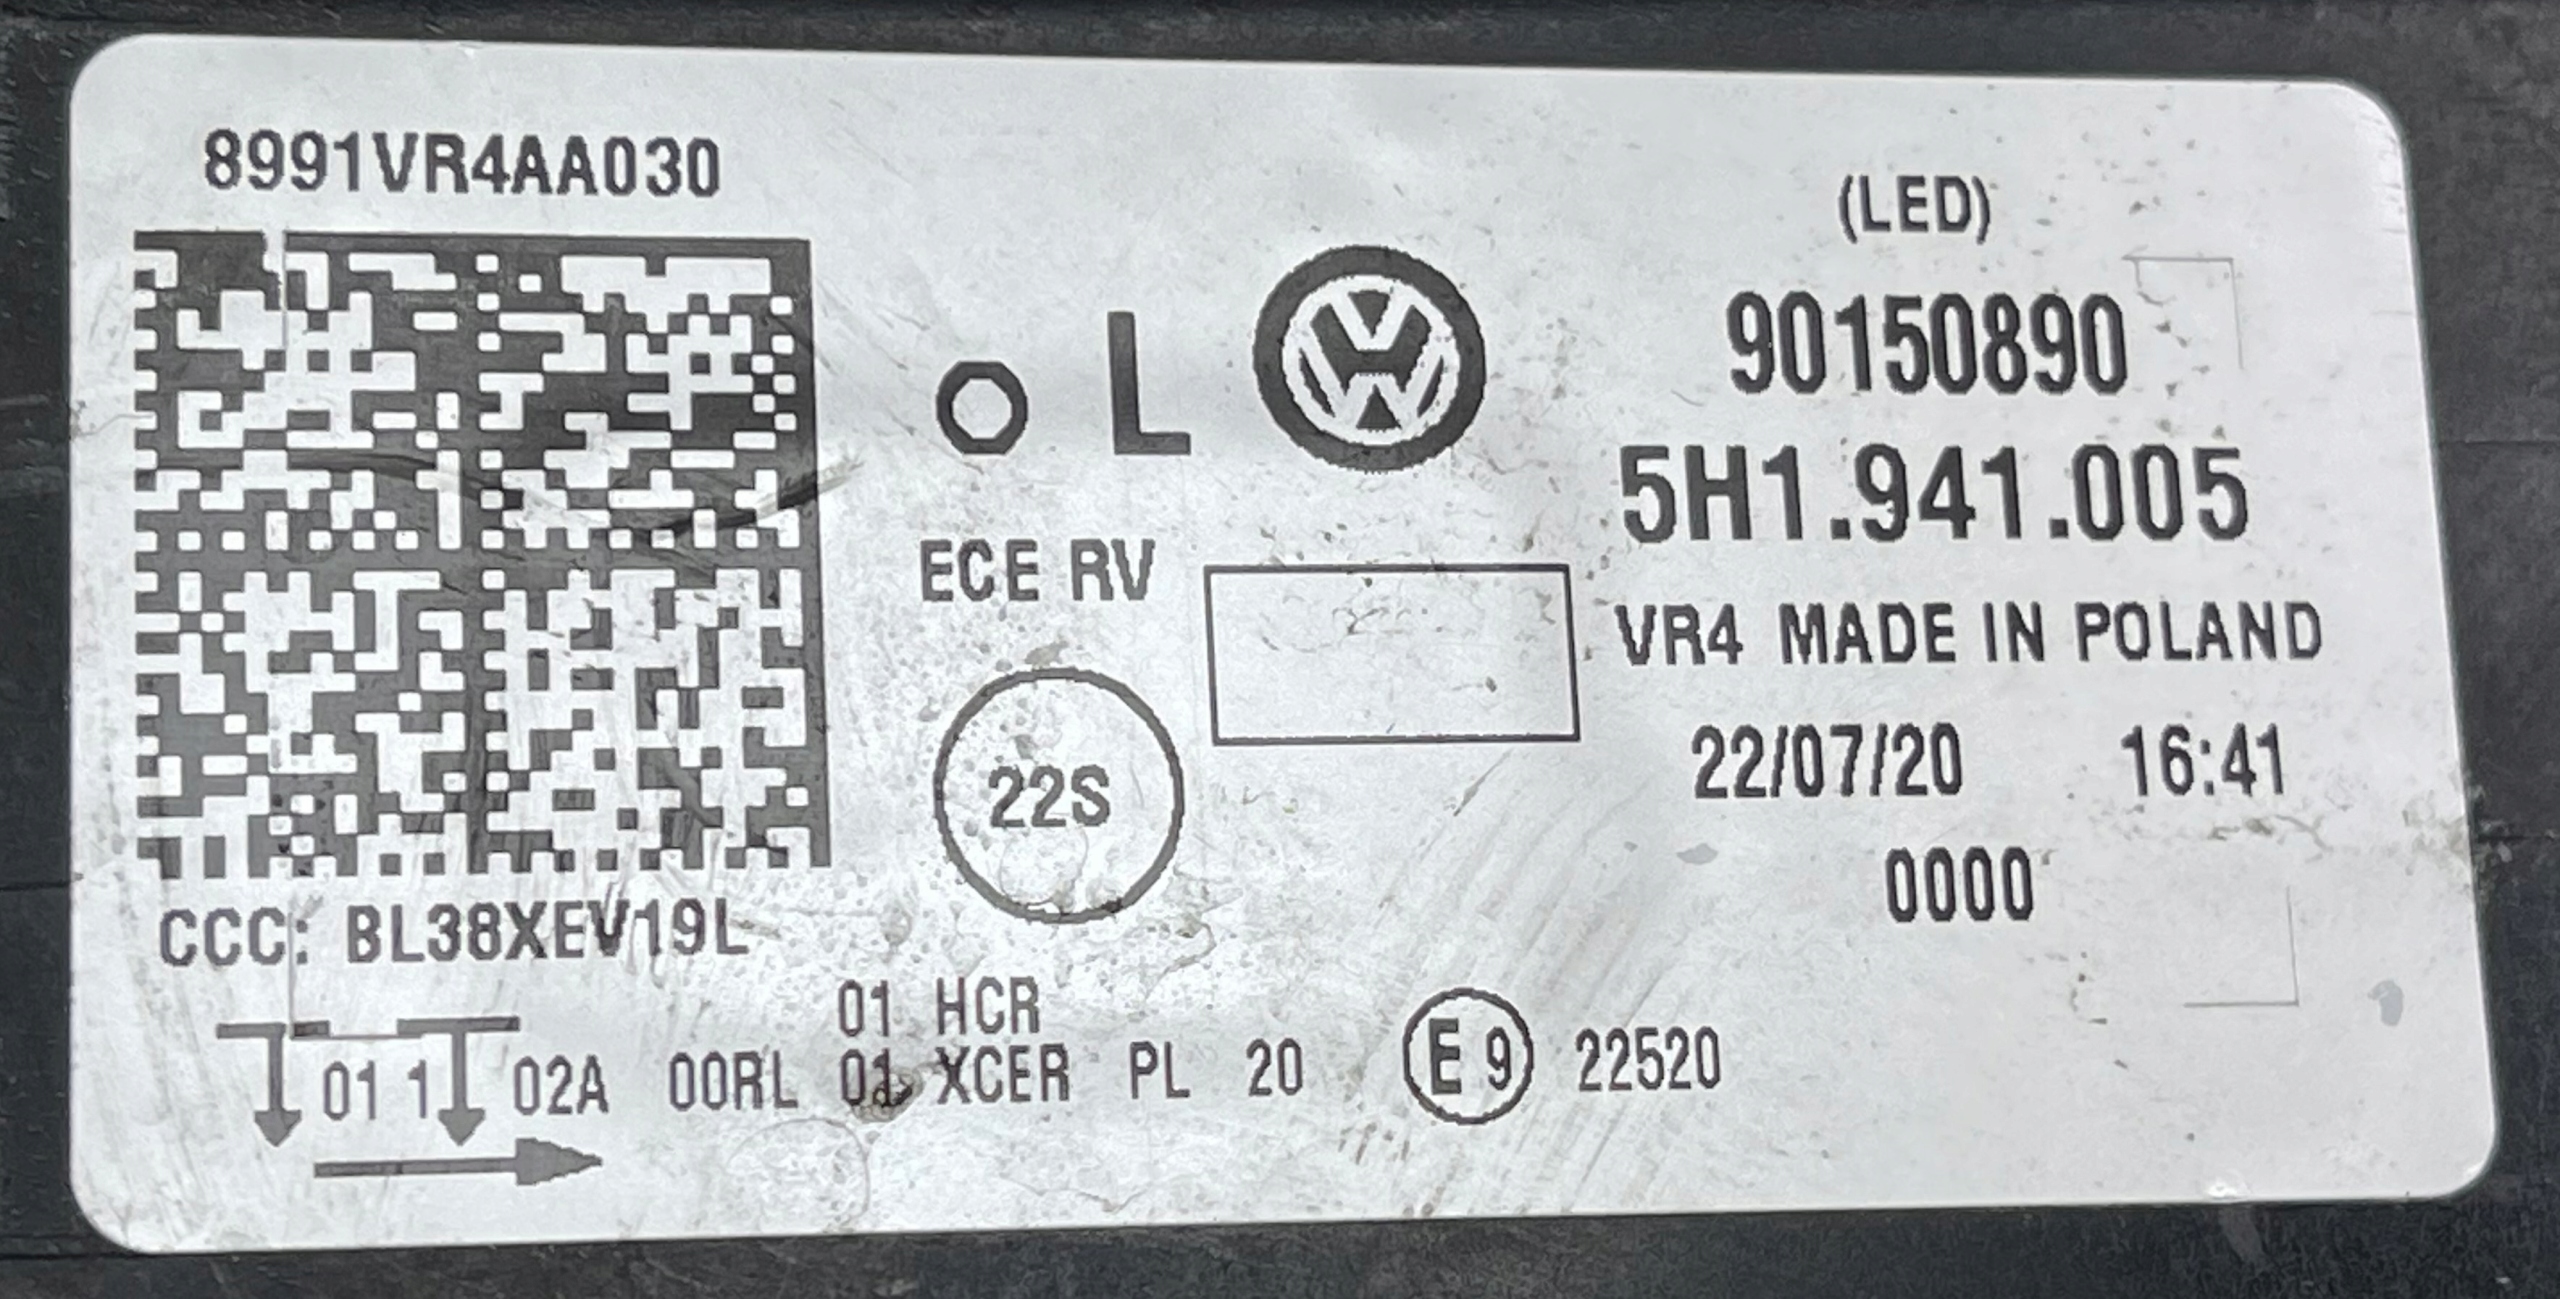 8991VR4AA030
(LED)
90150890
o L
5H1.941.005
ECE RV
VR4 MADE IN POLAND
22S
22/07/20 16:41
0000
CCC: BL38XEV19L
01 HCR
01 1 02A 00RL 01 XCER PL 20 E 9 22520